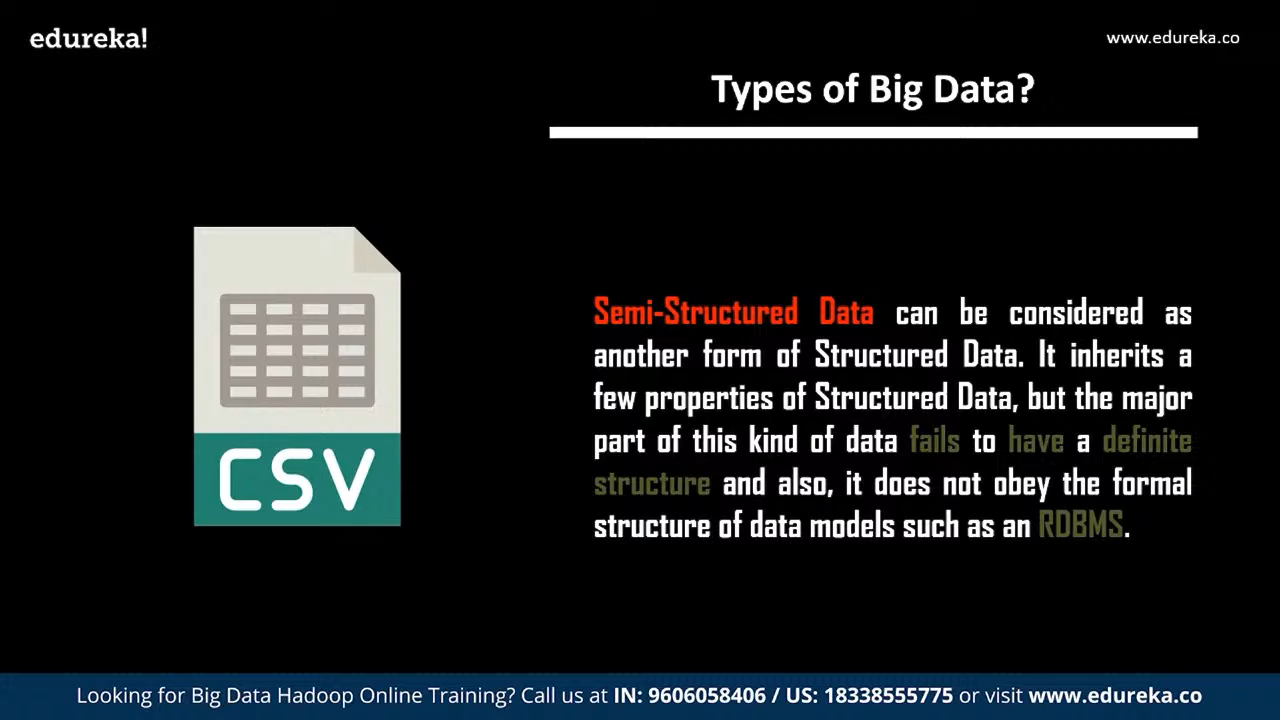 edureka!
www.edureka.co
Types of Big Data?
Semi-Structured Data can be considered as
another form of Structured Data. It inherits a
few properties of Structured Data, but the major
part of this kind of data fails to have a definite
structure and also, it does not obey the formal
structure of data models such as an RDBMS.
CSV
Looking for Big Data Hadoop Online Training? Call us at IN: 9606058406 / US: 18338555775 or visit www.edureka.co